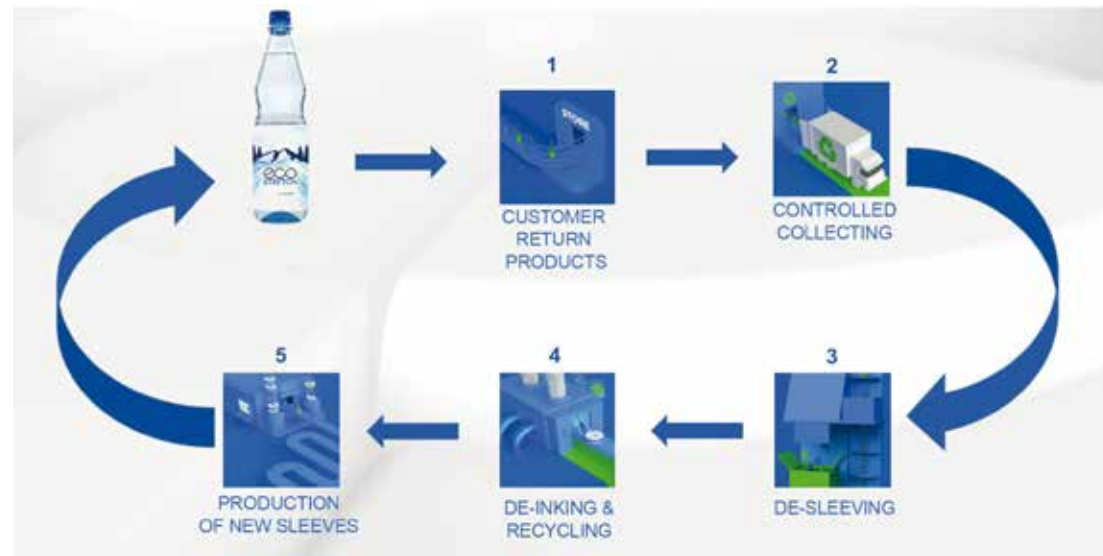 eco
1
STORE
CUSTOMER
RETURN
PRODUCTS
2
CONTROLLED
COLLECTING
3
DE-SLEEVING
4
DE-INKING &
RECYCLING
5
PRODUCTION
OF NEW SLEEVES